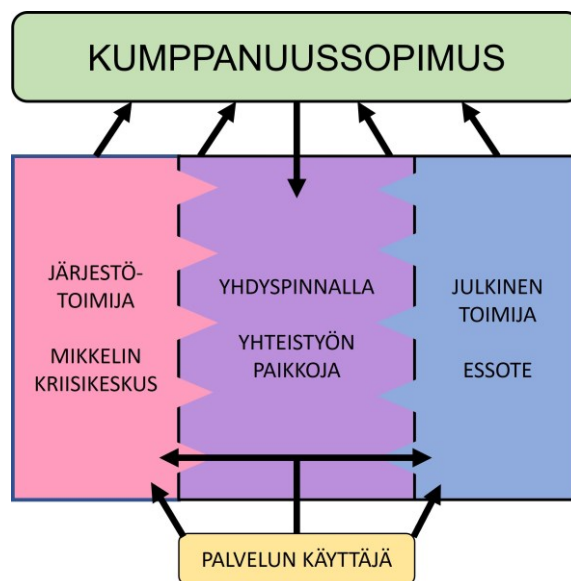 KUMPPANUUSSOPIMUS
JÄRJESTÖ-
TOIMIJA
MIKKELIN
KRIISIKESKUS
YHDYSPINNALLA
YHTEISTYÖN
PAIKKOJA
JULKINEN
TOIMIJA
ESSOTE
PALVELUN KÄYTTÄJÄ